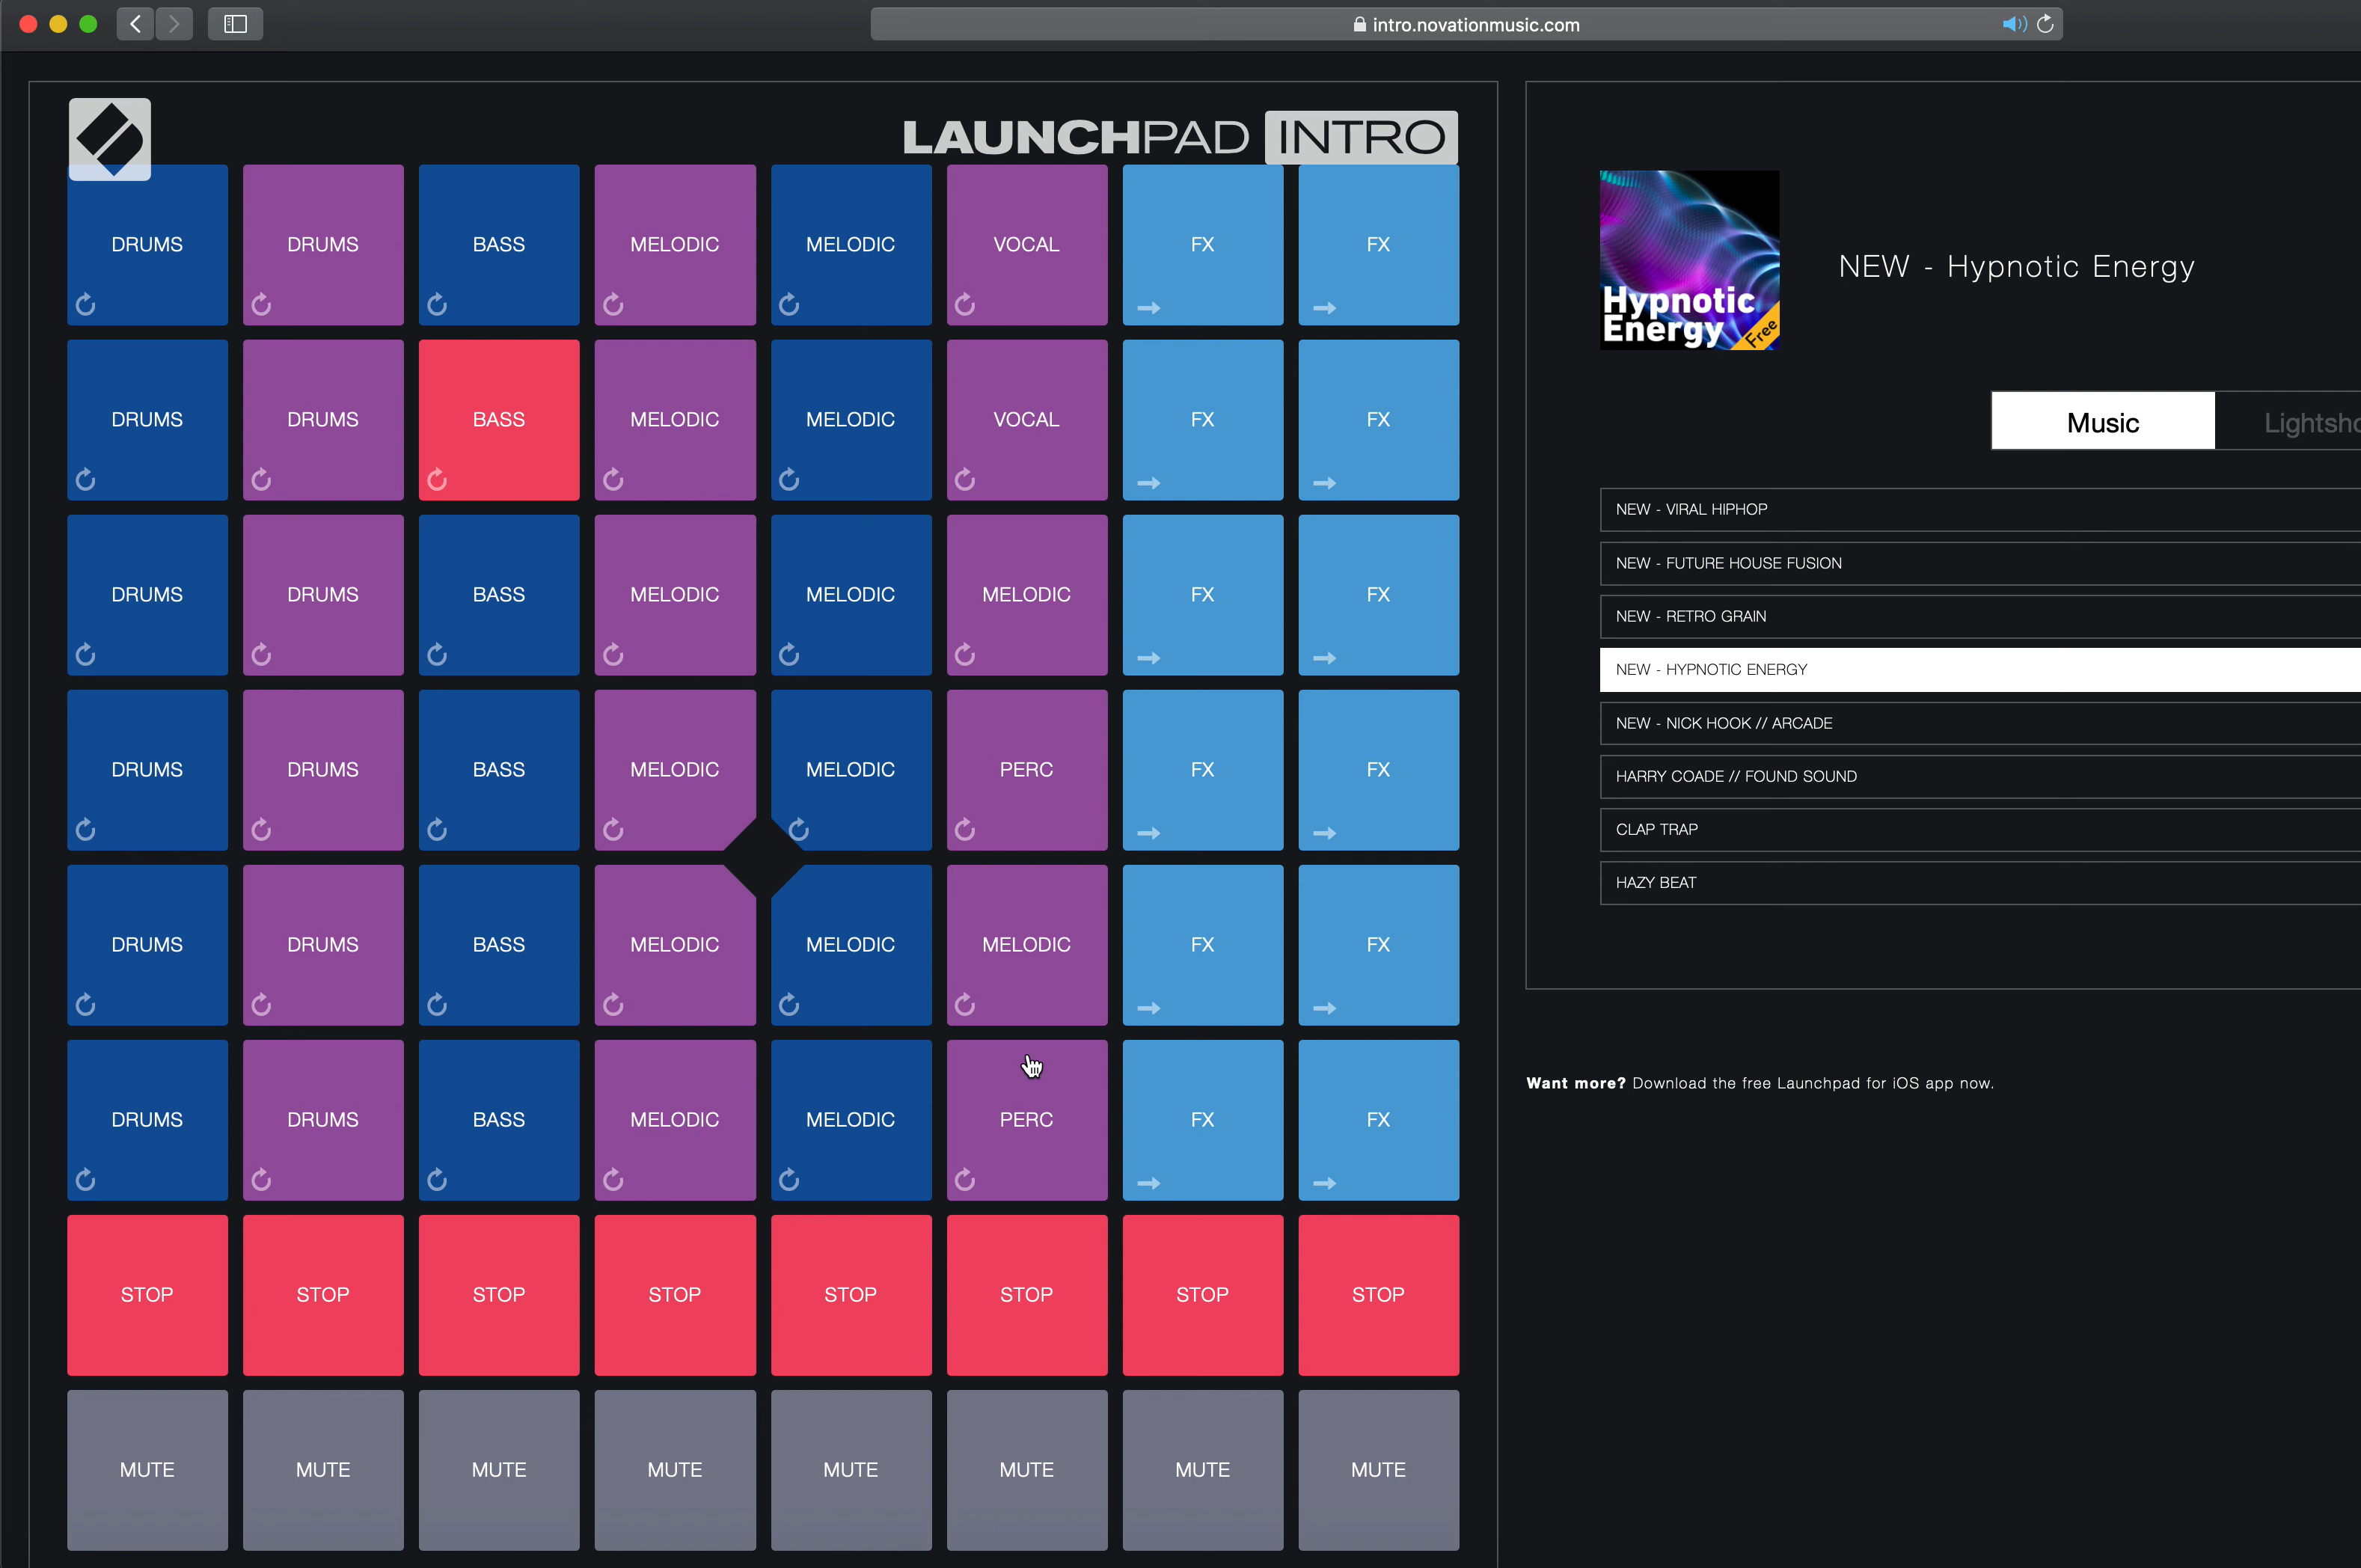 intro.novationmusic.com
LAUNCHPAD INTRO
DRUMS DRUMS BASS MELODIC MELODIC VOCAL FX FX
DRUMS DRUMS BASS MELODIC MELODIC VOCAL FX FX
DRUMS DRUMS BASS MELODIC MELODIC MELODIC FX FX
DRUMS DRUMS BASS MELODIC MELODIC PERC FX FX
DRUMS DRUMS BASS MELODIC MELODIC MELODIC FX FX
DRUMS DRUMS BASS MELODIC MELODIC PERC FX FX
STOP STOP STOP STOP STOP STOP STOP STOP
MUTE MUTE MUTE MUTE MUTE MUTE MUTE MUTE
Hypnotic
Energy
Free
NEW - Hypnotic Energy
Music Lightsho
NEW - VIRAL HIPHOP
NEW - FUTURE HOUSE FUSION
NEW - RETRO GRAIN
NEW - HYPNOTIC ENERGY
NEW - NICK HOOK // ARCADE
HARRY COADE // FOUND SOUND
CLAP TRAP
HAZY BEAT
Want more? Download the free Launchpad for iOS app now.